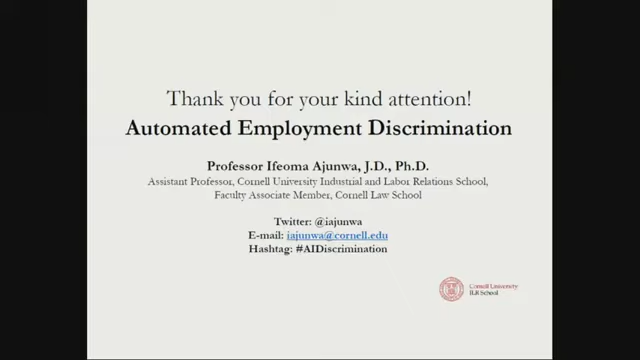 Thank you for your kind attention!
Automated Employment Discrimination
Professor Ifeoma Ajunwa, J.D., Ph.D.
Assistant Professor, Cornell University Industrial and Labor Relations School,
Faculty Associate Member, Cornell Law School
Twitter: @iajunwa
E-mail: iajunwa@cornell.edu
Hashtag: #AIDiscrimination
Cornell University
ILR School